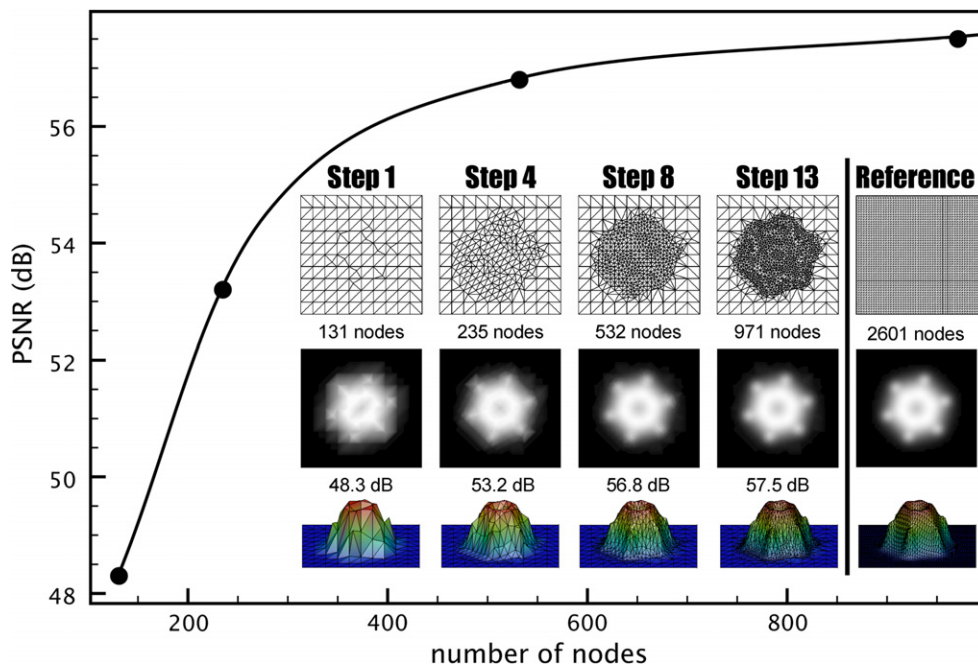 PSNR (dB)
56
54
52
50
48
Step 1 Step 4 Step 8 Step 13 Reference
131 nodes 235 nodes 532 nodes 971 nodes 2601 nodes
48.3 dB 53.2 dB 56.8 dB 57.5 dB
200 400 600 800
number of nodes